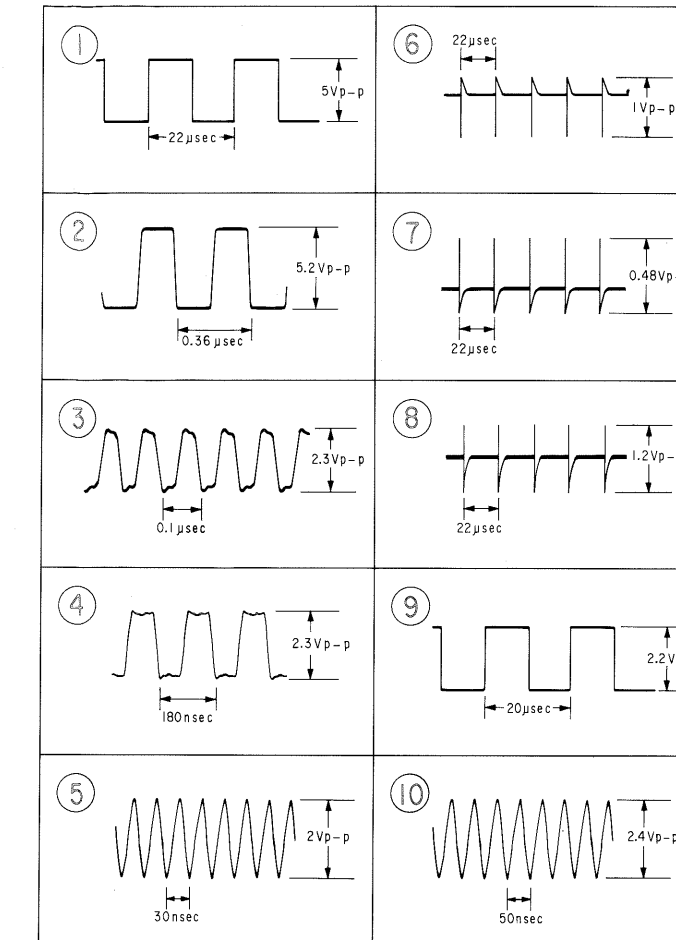 1
5Vp-p
22µsec
2
5.2Vp-p
0.36µsec
3
2.3Vp-p
0.1µsec
4
2.3Vp-p
180nsec
5
2Vp-p
30nsec
6
22µsec
1Vp-p
7
0.48Vp-
22µsec
8
1.2Vp-
22µsec
9
2.2V
20µsec
10
2.4Vp-p
50nsec